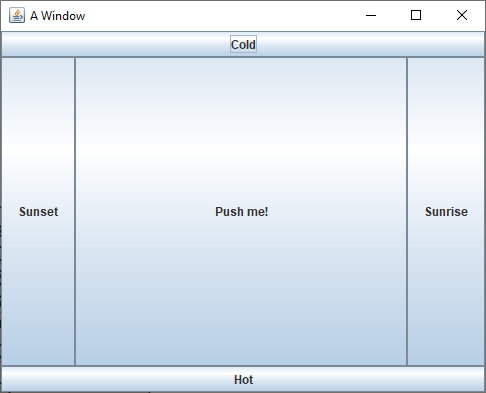 A Window
Cold
Sunset
Push me!
Sunrise
Hot